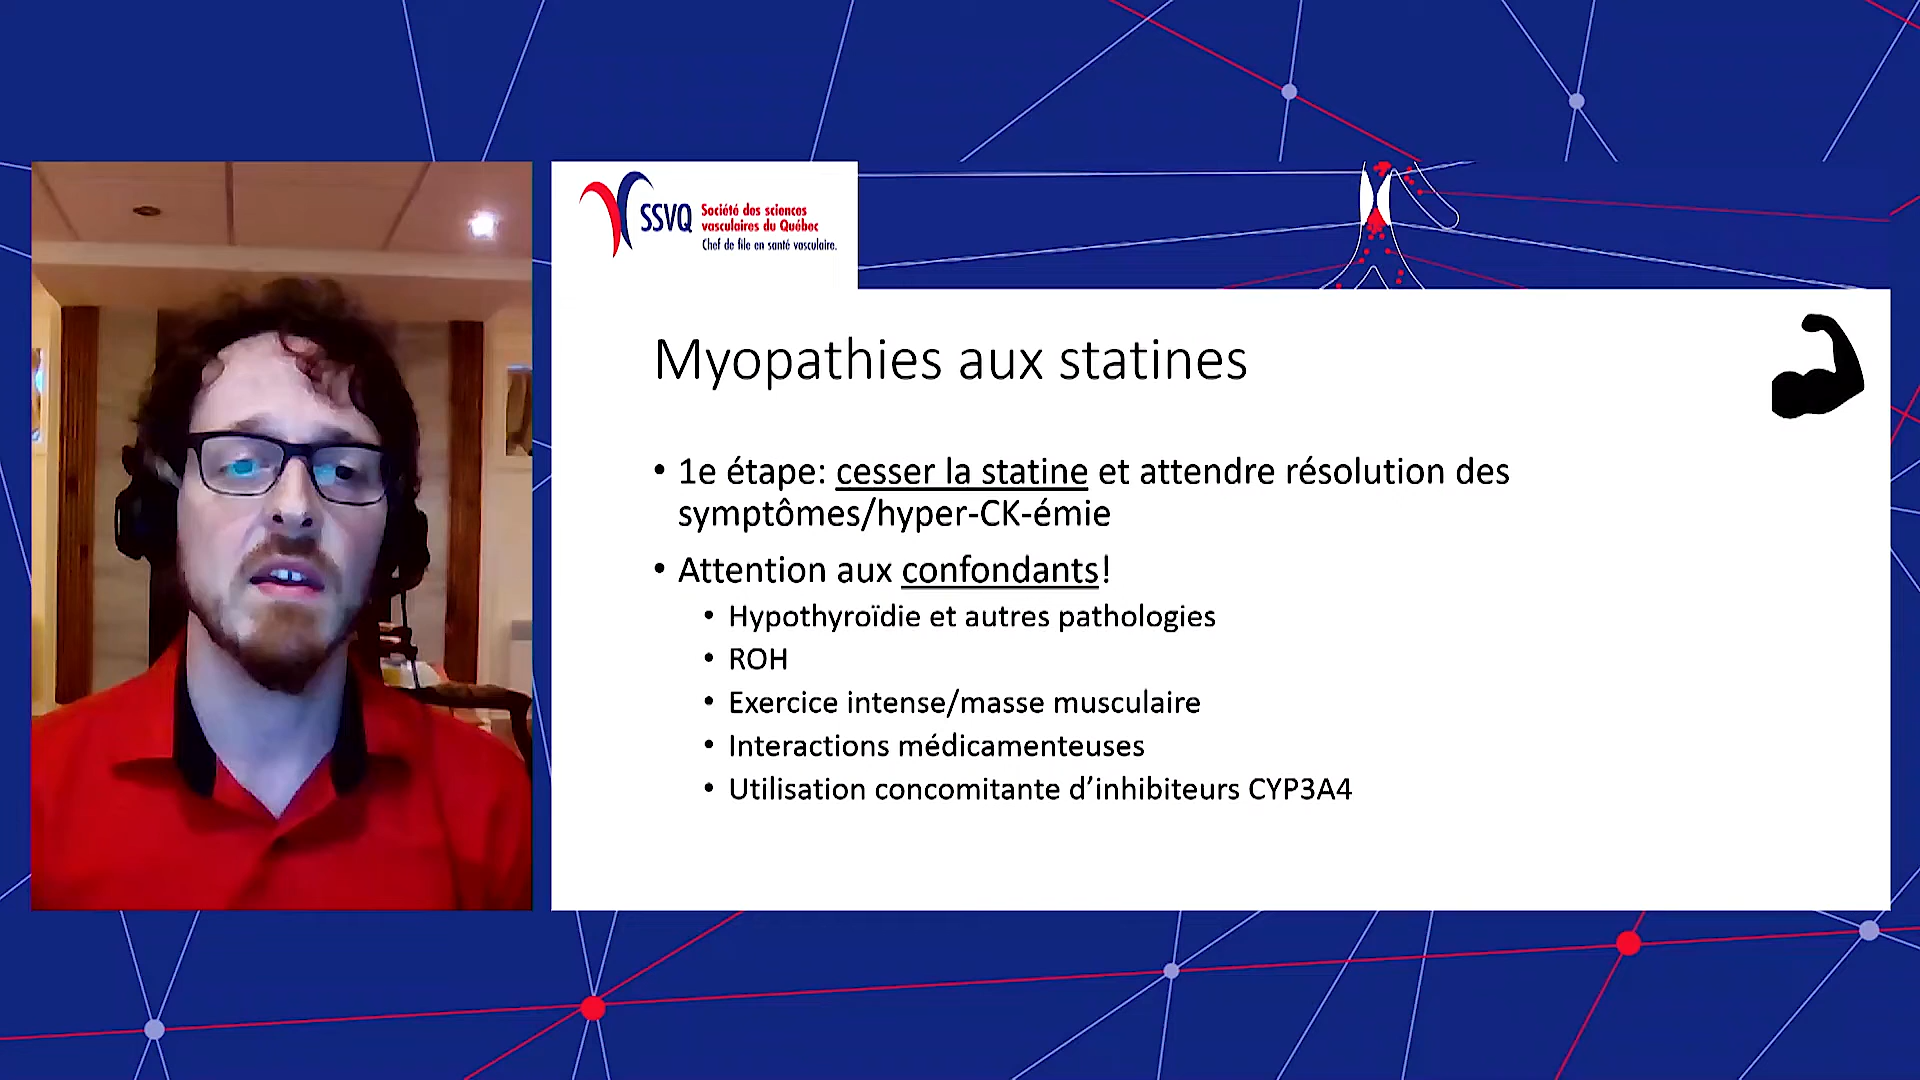 SSVQ
Société des sciences
vasculaires du Québec
Chef de file en santé vasculaire.
Myopathies aux statines
• 1e étape: cesser la statine et attendre résolution des
symptômes/hyper-CK-émie
• Attention aux confondants!
• Hypothyroïdie et autres pathologies
• ROH
• Exercice intense/masse musculaire
• Interactions médicamenteuses
• Utilisation concomitante d’inhibiteurs CYP3A4